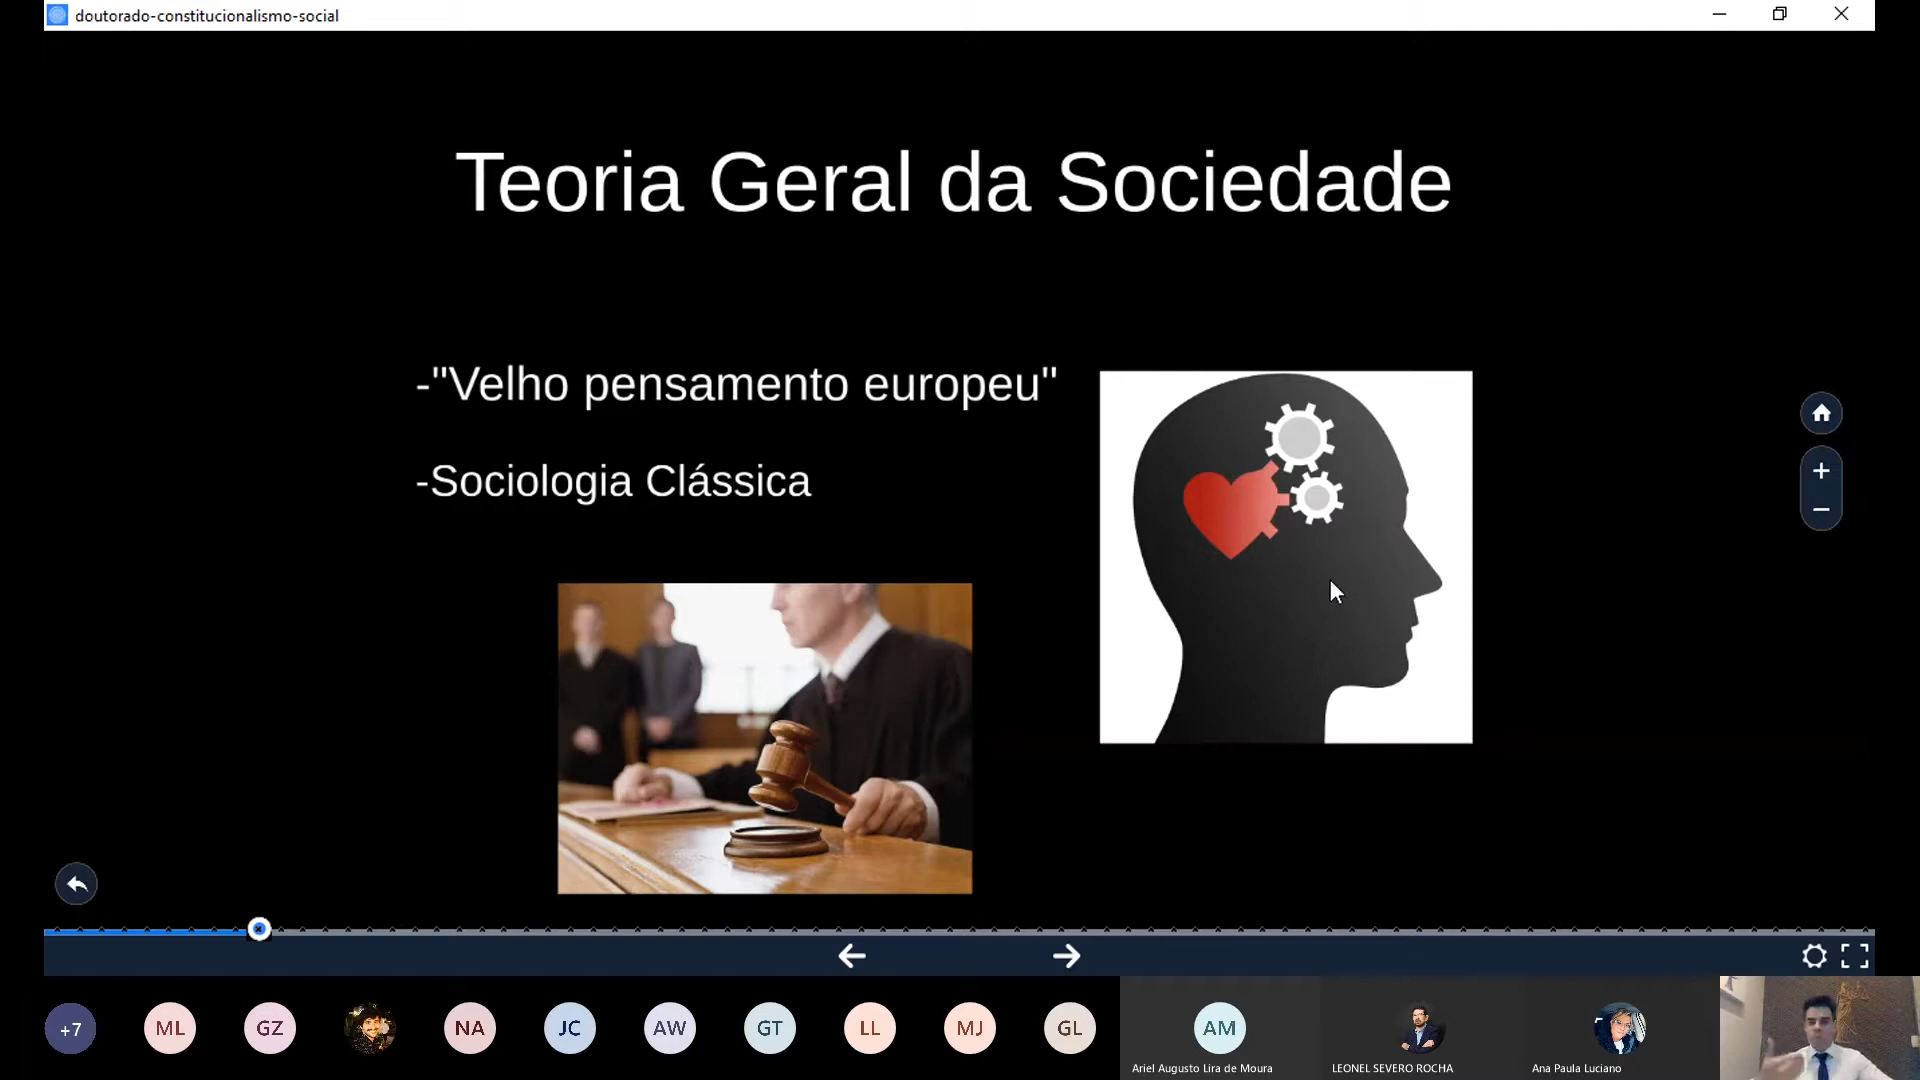 doutorado-constitucionalismo-social
Teoria Geral da Sociedade
-"Velho pensamento europeu"
-Sociologia Clássica
+7
ML
GZ
NA
JC
AW
GT
LL
MJ
GL
AM
Ariel Augusto Lira de Moura
LEONEL SEVERO ROCHA
Ana Paula Luciano